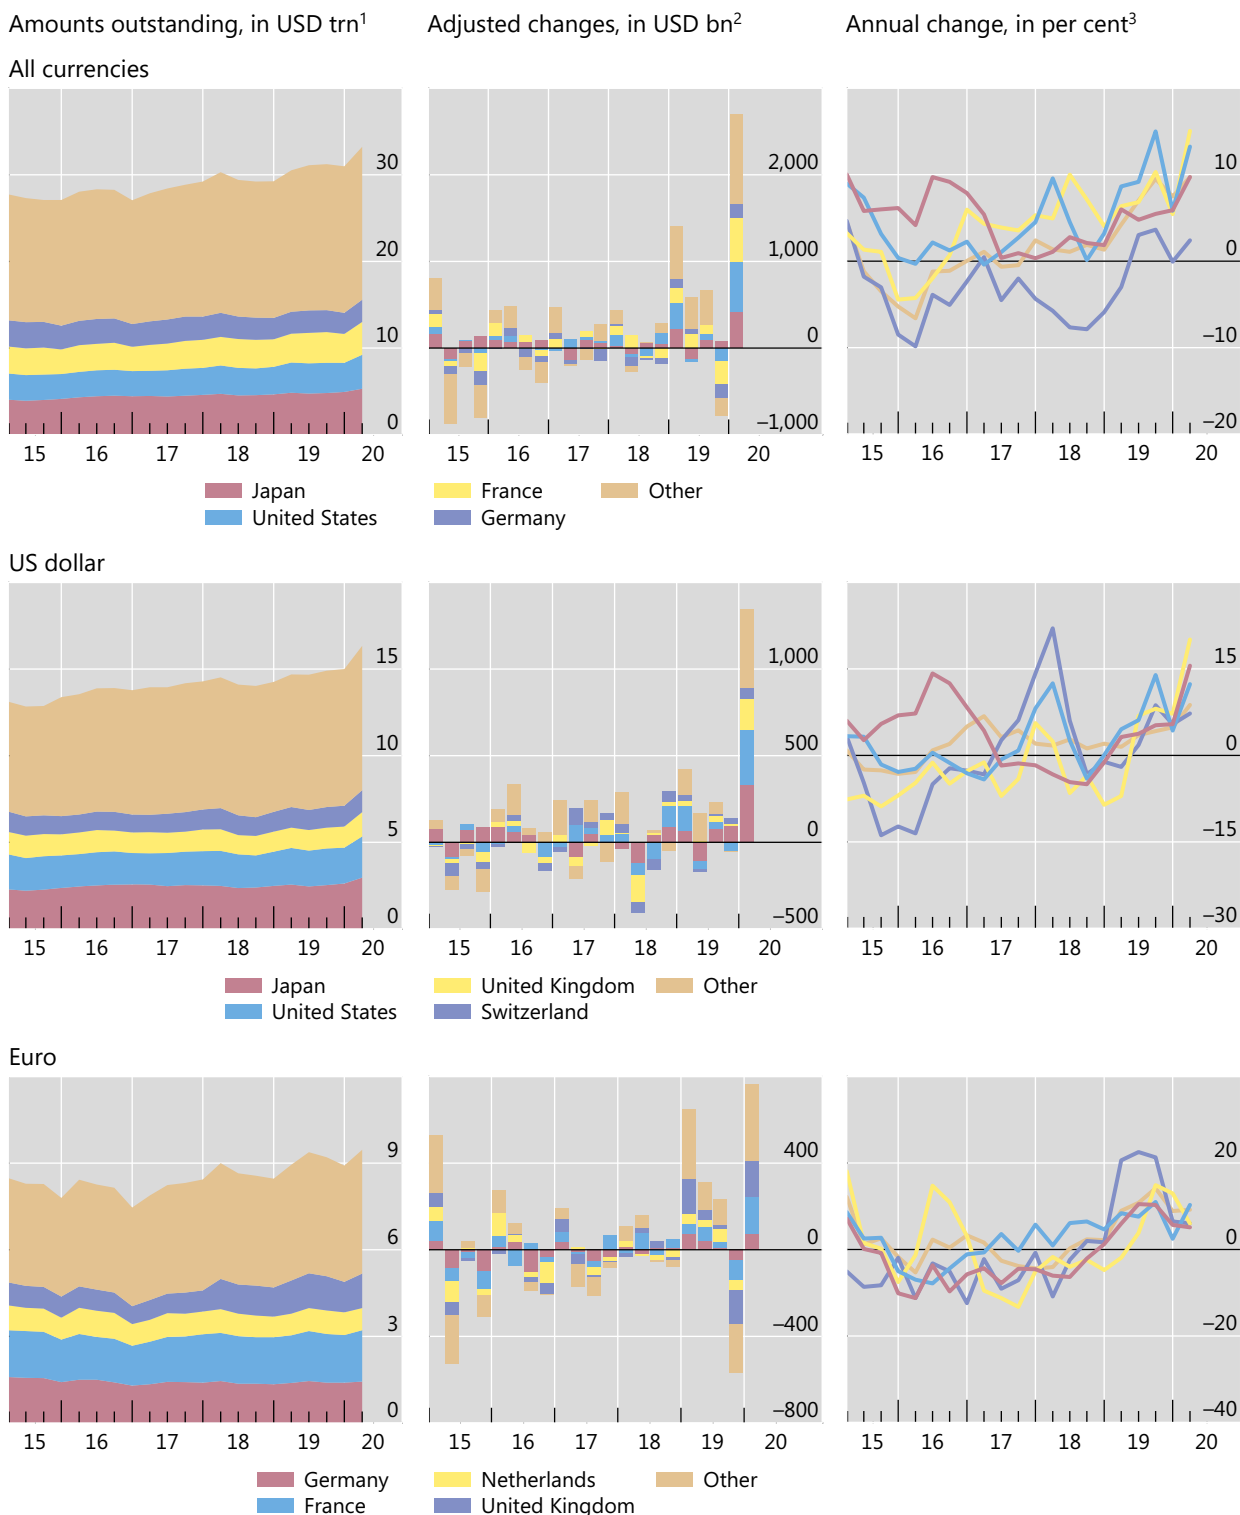 Amounts outstanding, in USD trn1
Adjusted changes, in USD bn2
Annual change, in per cent3
All currencies
30
20
10
0
15 16 17 18 19 20
2,000
1,000
0
–1,000
15 16 17 18 19 20
10
0
–10
–20
15 16 17 18 19 20
Japan
United States
France
Germany
Other
US dollar
15
10
5
0
15 16 17 18 19 20
1,000
500
0
–500
15 16 17 18 19 20
15
0
–15
–30
15 16 17 18 19 20
Japan
United States
United Kingdom
Switzerland
Other
Euro
9
6
3
0
15 16 17 18 19 20
400
0
–400
–800
15 16 17 18 19 20
20
0
–20
–40
15 16 17 18 19 20
Germany
France
Netherlands
United Kingdom
Other